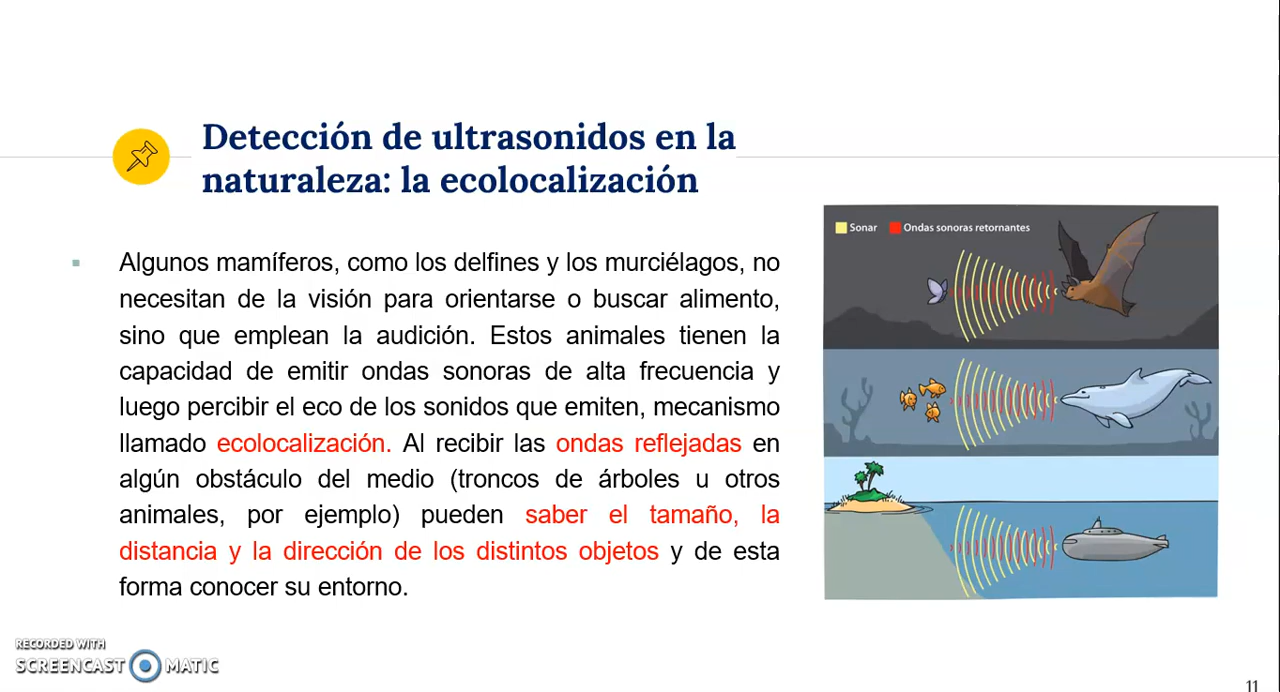 Detección de ultrasonidos en la
naturaleza: la ecolocalización
Algunos mamíferos, como los delfines y los murciélagos, no
necesitan de la visión para orientarse o buscar alimento,
sino que emplean la audición. Estos animales tienen la
capacidad de emitir ondas sonoras de alta frecuencia y
luego percibir el eco de los sonidos que emiten, mecanismo
llamado ecolocalización. Al recibir las ondas reflejadas en
algún obstáculo del medio (troncos de árboles u otros
animales, por ejemplo) pueden saber el tamaño, la
distancia y la dirección de los distintos objetos y de esta
forma conocer su entorno.
Sonar
Ondas sonoras retornantes
RECORDED WITH
SCREENCAST MATIC
11